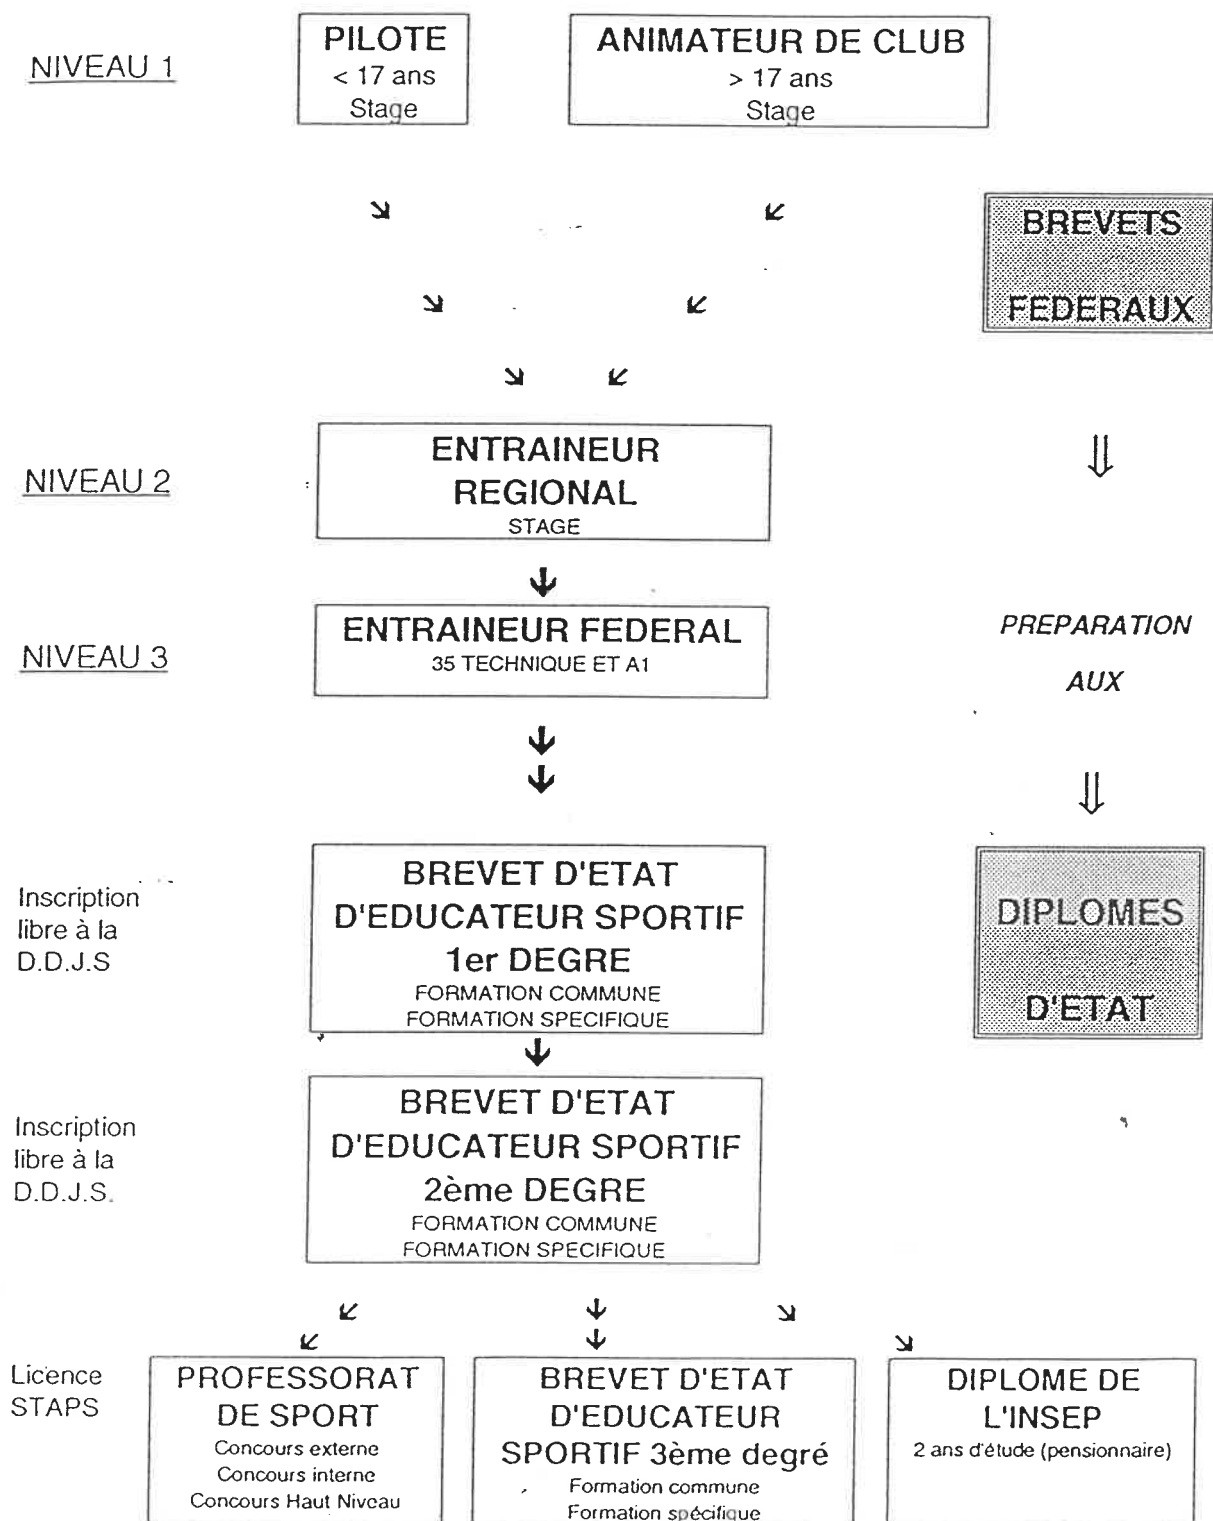 NIVEAU 1
PILOTE
< 17 ans
Stage
ANIMATEUR DE CLUB
> 17 ans
Stage
BREVETS
FEDERAUX
NIVEAU 2
ENTRAINEUR
REGIONAL
STAGE
NIVEAU 3
ENTRAINEUR FEDERAL
35 TECHNIQUE ET A1
PREPARATION
AUX
Inscription
libre à la
D.D.J.S
BREVET D'ETAT
D'EDUCATEUR SPORTIF
1er DEGRE
FORMATION COMMUNE
FORMATION SPECIFIQUE
DIPLOMES
D'ETAT
Inscription
libre à la
D.D.J.S.
BREVET D'ETAT
D'EDUCATEUR SPORTIF
2ème DEGRE
FORMATION COMMUNE
FORMATION SPECIFIQUE
Licence
STAPS
PROFESSORAT
DE SPORT
Concours externe
Concours interne
Concours Haut Niveau
BREVET D'ETAT
D'EDUCATEUR
SPORTIF 3ème degré
Formation commune
Formation spécifique
DIPLOME DE
L'INSEP
2 ans d'étude (pensionnaire)